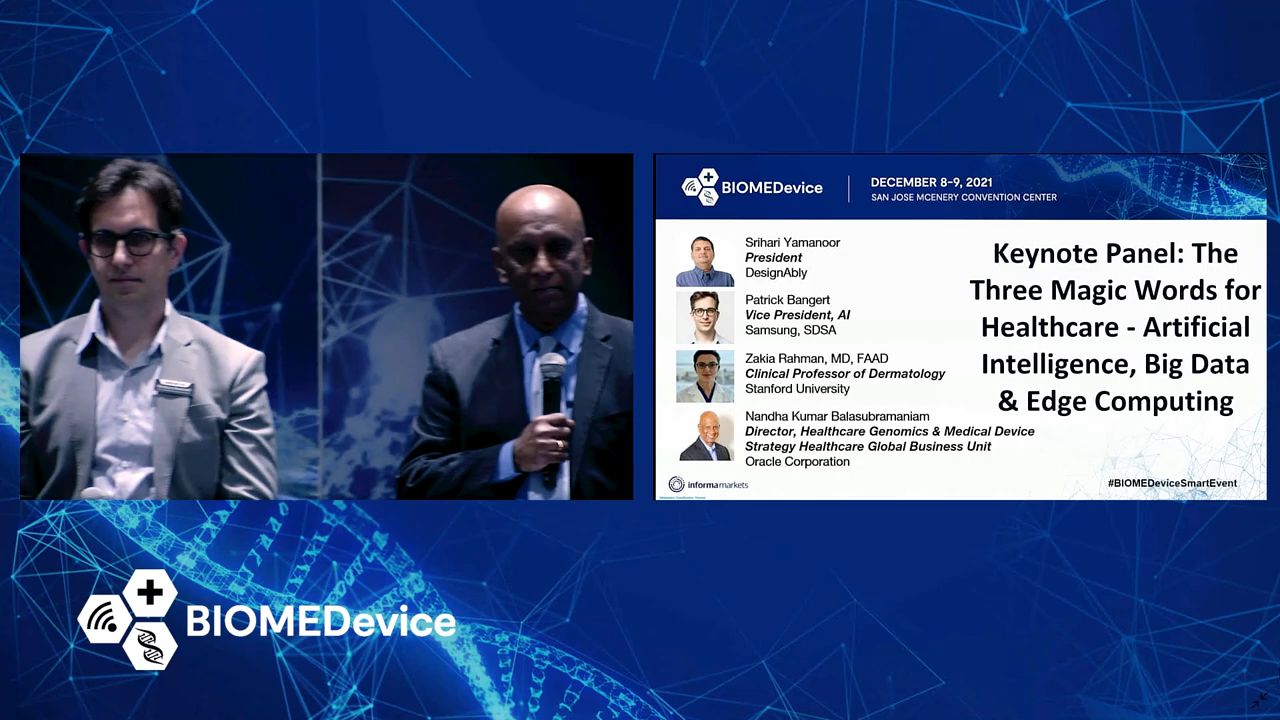 BIOMEDevice
DECEMBER 8-9, 2021
SAN JOSE MCENERY CONVENTION CENTER
Srihari Yamanoor
President
DesignAbly
Patrick Bangert
Vice President, AI
Samsung, SDSA
Zakia Rahman, MD, FAAD
Clinical Professor of Dermatology
Stanford University
Nandha Kumar Balasubramaniam
Director, Healthcare Genomics & Medical Device
Strategy Healthcare Global Business Unit
Oracle Corporation
Keynote Panel: The
Three Magic Words for
Healthcare - Artificial
Intelligence, Big Data
& Edge Computing
informamarkets
#BIOMEDeviceSmartEvent
BIOMEDevice